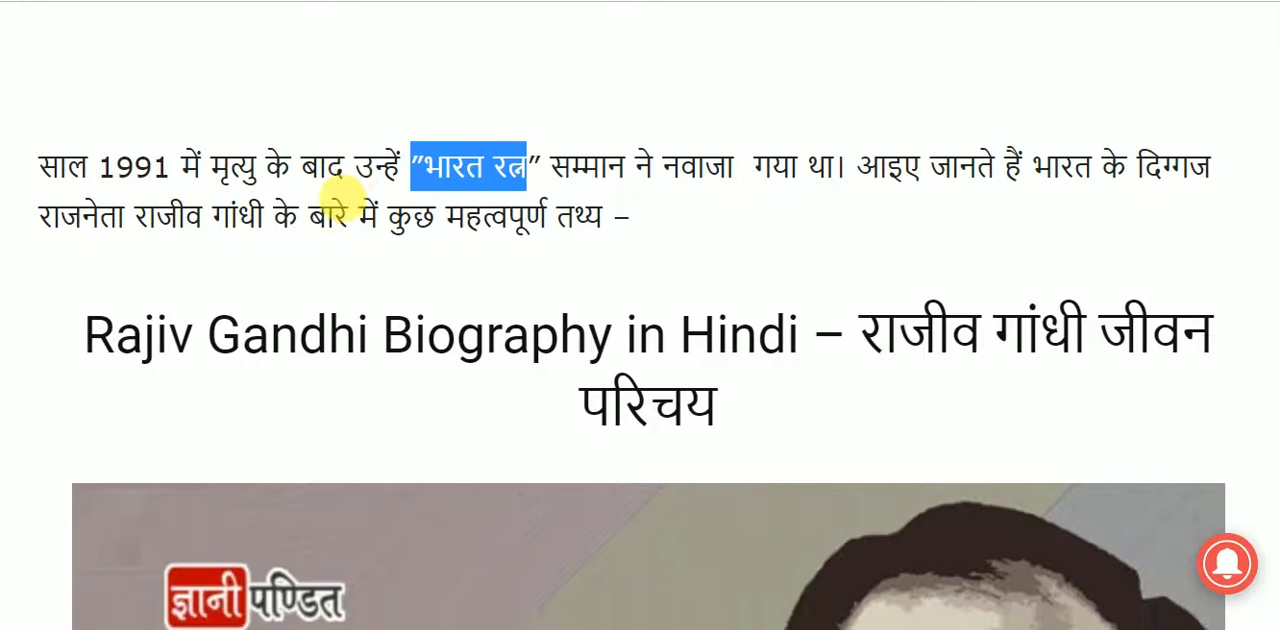 साल 1991 में मृत्यु के बाद उन्हें ”भारत रत्न” सम्मान ने नवाजा गया था। आइए जानते हैं भारत के दिग्गज
राजनेता राजीव गांधी के बारे में कुछ महत्वपूर्ण तथ्य –
Rajiv Gandhi Biography in Hindi – राजीव गांधी जीवन
परिचय
ज्ञानी पण्डित